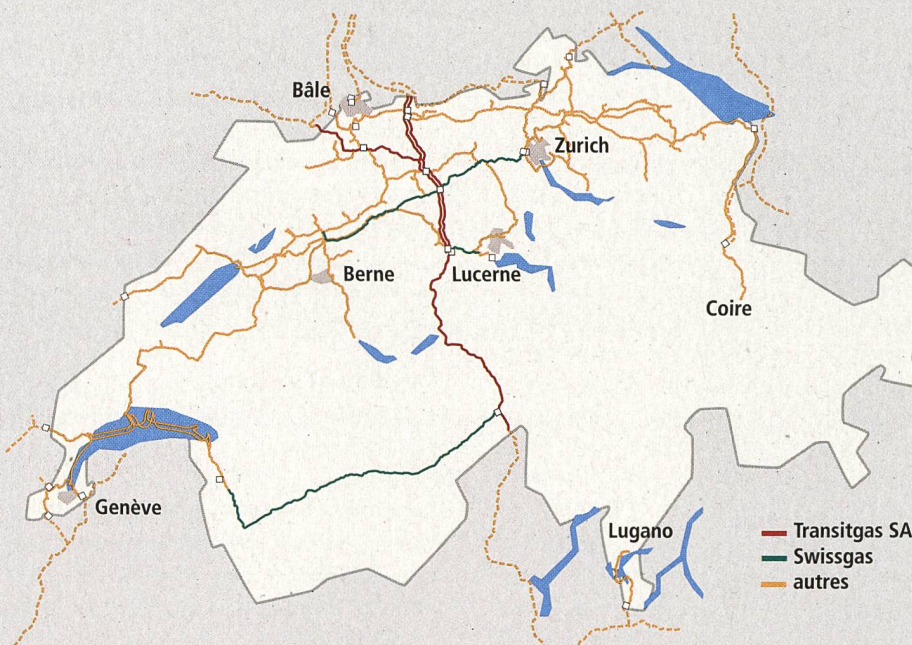 Bâle
Zurich
Berne
Lucerne
Coire
Genève
Lugano
Transitgas SA
Swissgas
autres